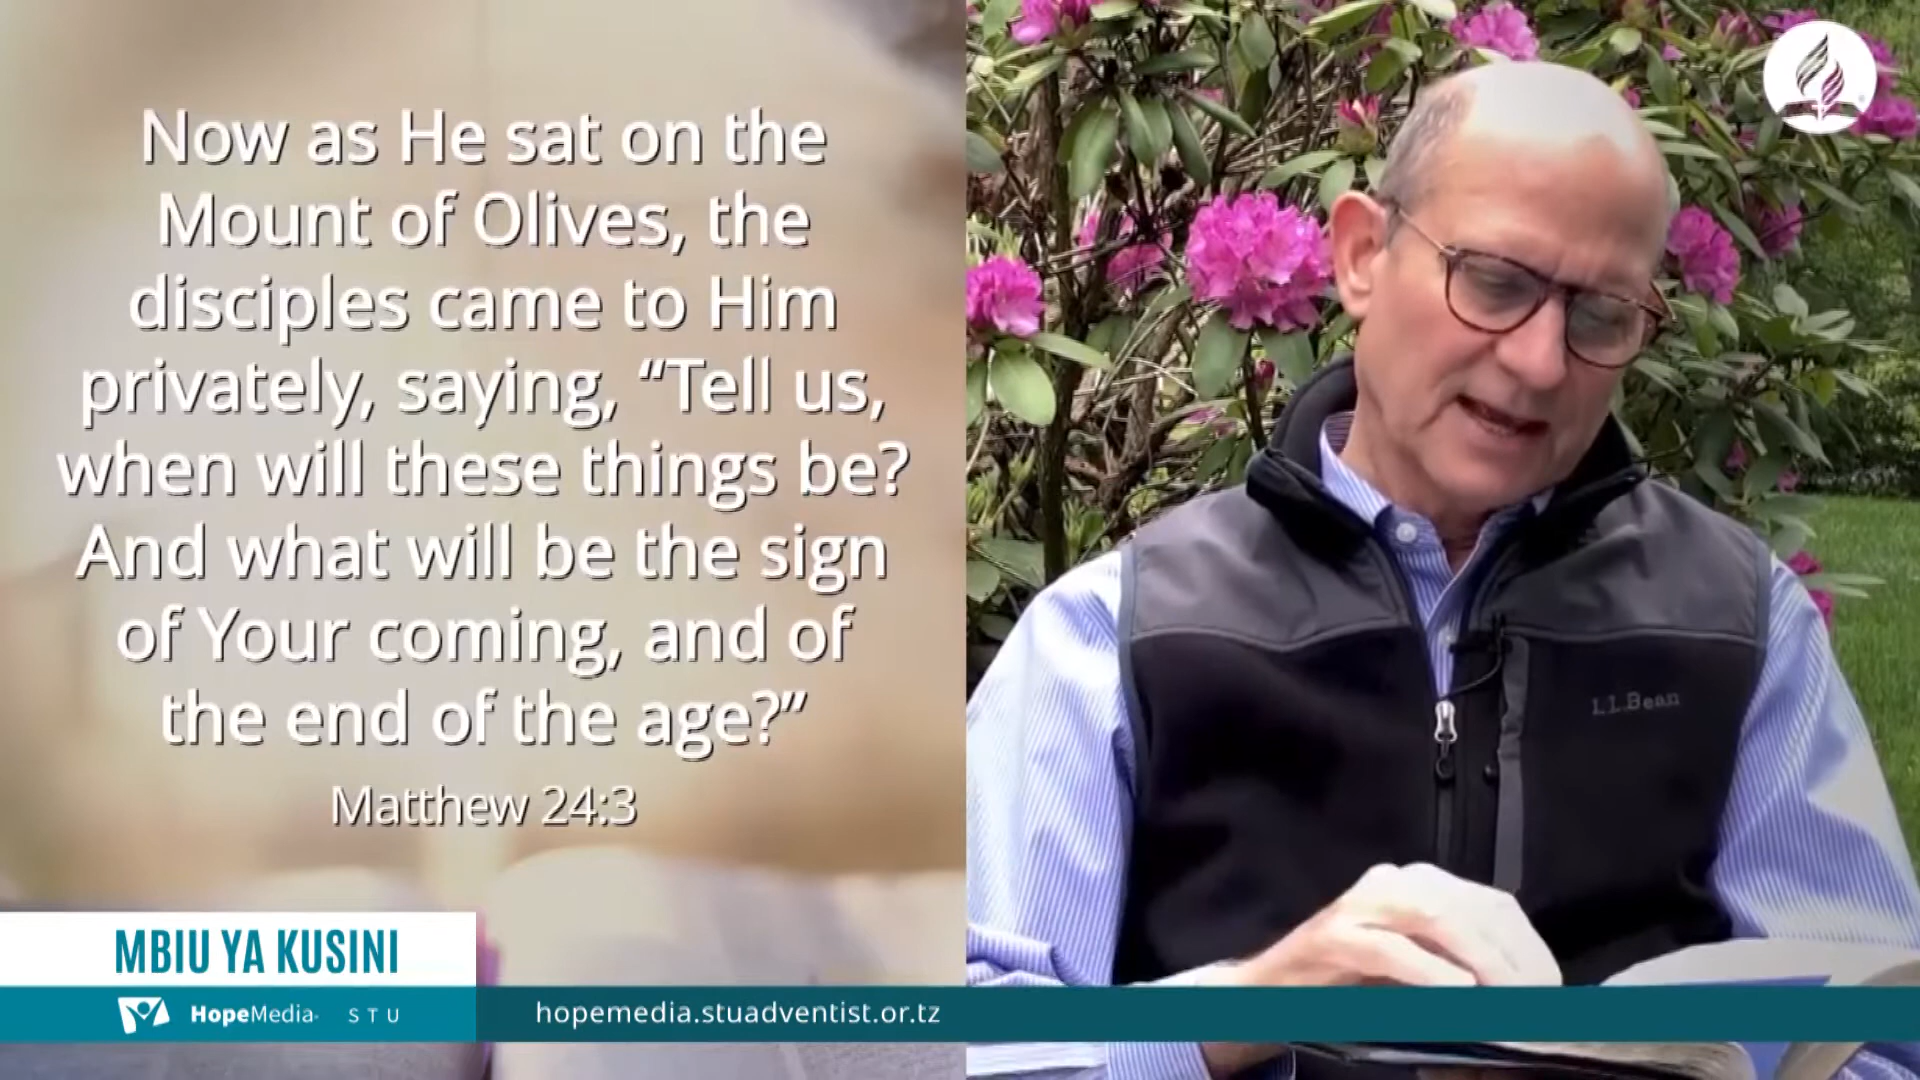 Now as He sat on the
Mount of Olives, the
disciples came to Him
privately, saying, “Tell us,
when will these things be?
And what will be the sign
of Your coming, and of
the end of the age?”
Matthew 24:3
L.L.Bean
MBIU YA KUSINI
HopeMedia STU
hopemedia.stuadventist.or.tz